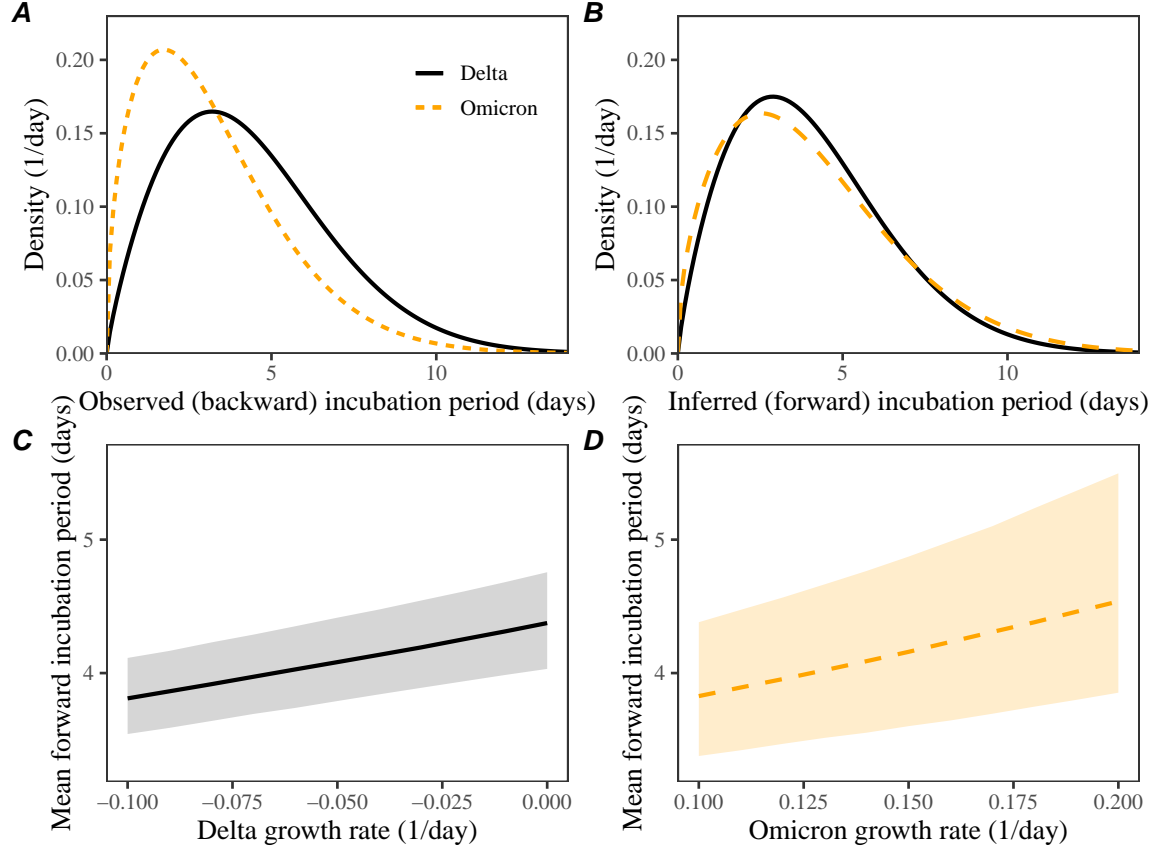 A
Density (1/day)
0.20
0.15
0.10
0.05
0.00
0
5
10
Observed (backward) incubation period (days)
Delta
Omicron
B
Density (1/day)
0.20
0.15
0.10
0.05
0.00
0
5
10
Inferred (forward) incubation period (days)
C
Mean forward incubation period (days)
5
4
−0.100
−0.075
−0.050
−0.025
0.000
Delta growth rate (1/day)
D
Mean forward incubation period (days)
5
4
0.100
0.125
0.150
0.175
0.200
Omicron growth rate (1/day)